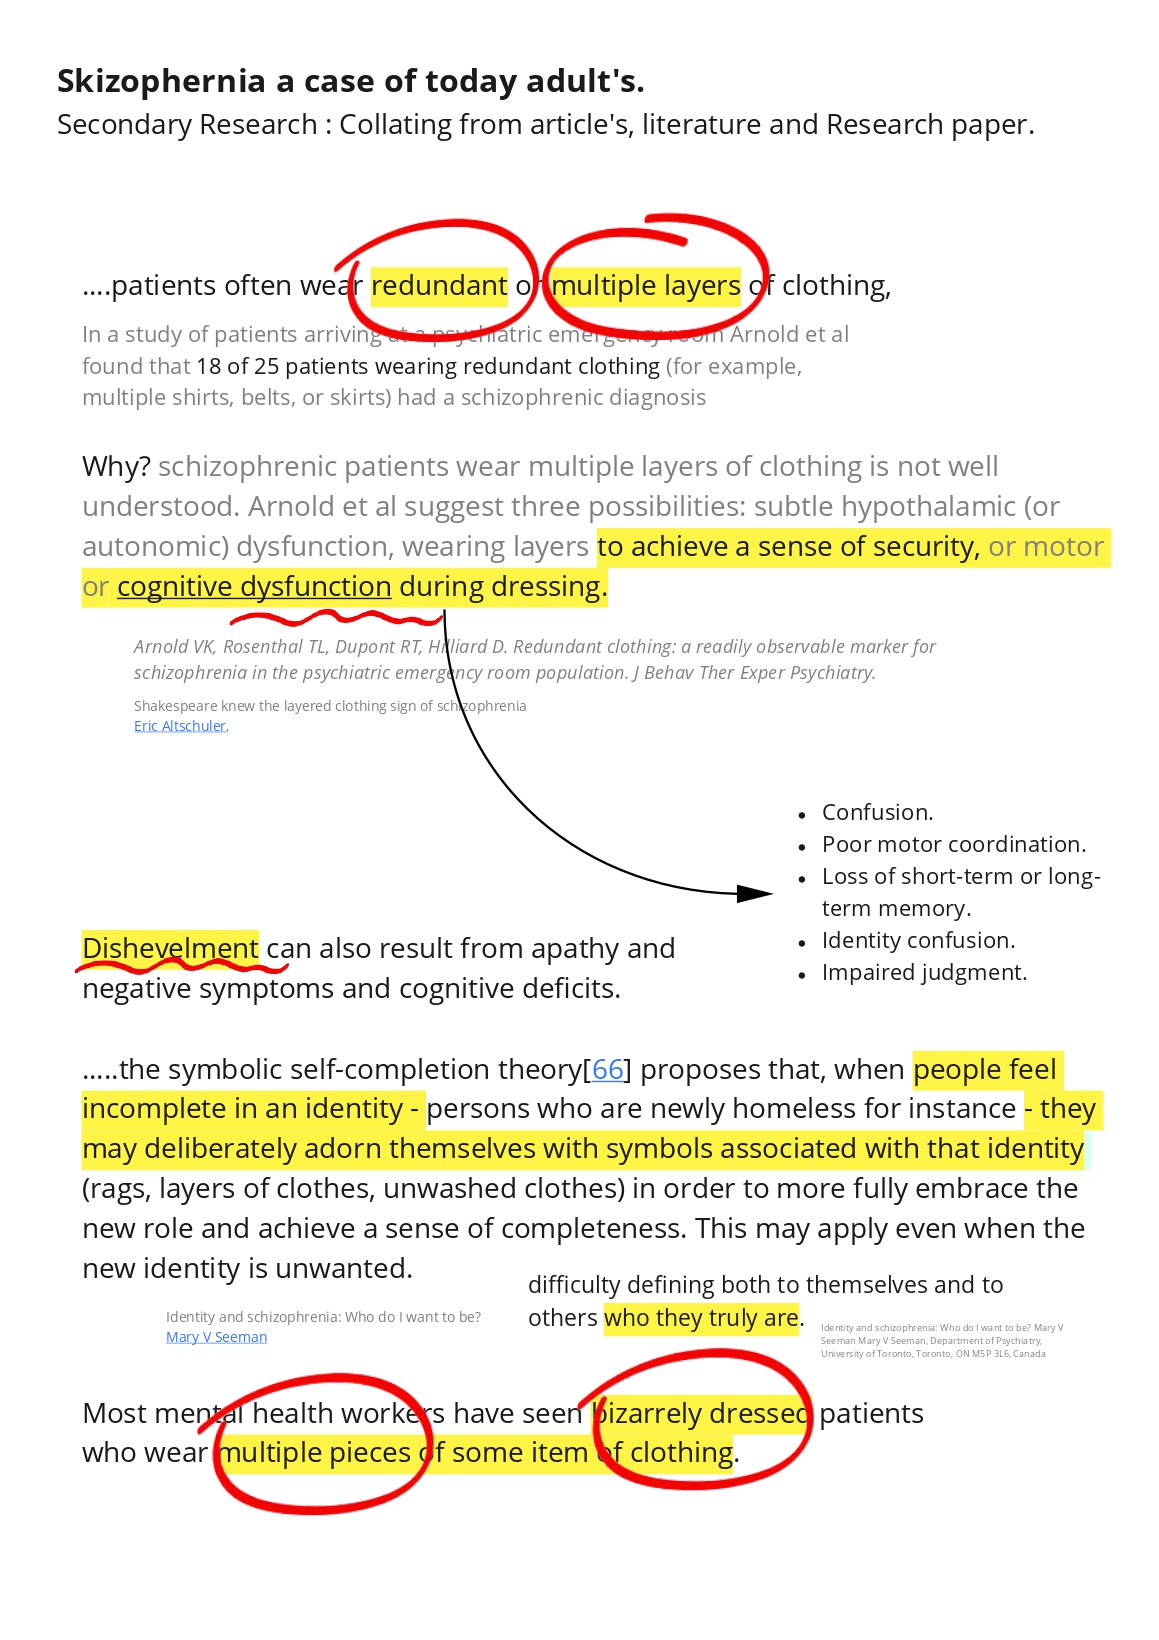 Skizophernia a case of today adult's.
Secondary Research : Collating from article's, literature and Research paper.
....patients often wear redundant or multiple layers of clothing,
In a study of patients arriving at a psychiatric emergency room Arnold et al
found that 18 of 25 patients wearing redundant clothing (for example,
multiple shirts, belts, or skirts) had a schizophrenic diagnosis
Why? schizophrenic patients wear multiple layers of clothing is not well
understood. Arnold et al suggest three possibilities: subtle hypothalamic (or
autonomic) dysfunction, wearing layers to achieve a sense of security, or motor
or cognitive dysfunction during dressing.
Arnold VK, Rosenthal TL, Dupont RT, Hilliard D. Redundant clothing: a readily observable marker for
schizophrenia in the psychiatric emergency room population. J Behav Ther Exper Psychiatry.
Shakespeare knew the layered clothing sign of schizophrenia
Eric Altschuler,
• Confusion.
• Poor motor coordination.
• Loss of short-term or long-
term memory.
• Identity confusion.
• Impaired judgment.
Dishevelment can also result from apathy and
negative symptoms and cognitive deficits.
.....the symbolic self-completion theory[66] proposes that, when people feel
incomplete in an identity - persons who are newly homeless for instance - they
may deliberately adorn themselves with symbols associated with that identity
(rags, layers of clothes, unwashed clothes) in order to more fully embrace the
new role and achieve a sense of completeness. This may apply even when the
new identity is unwanted.
Identity and schizophrenia: Who do I want to be?
Mary V Seeman
difficulty defining both to themselves and to
others who they truly are.
Identity and schizophrenia: Who do I want to be? Mary V
Seeman Mary V Seeman, Department of Psychiatry,
University of Toronto, Toronto, ON M5P 3L6, Canada
Most mental health workers have seen bizarrely dressed patients
who wear multiple pieces of some item of clothing.